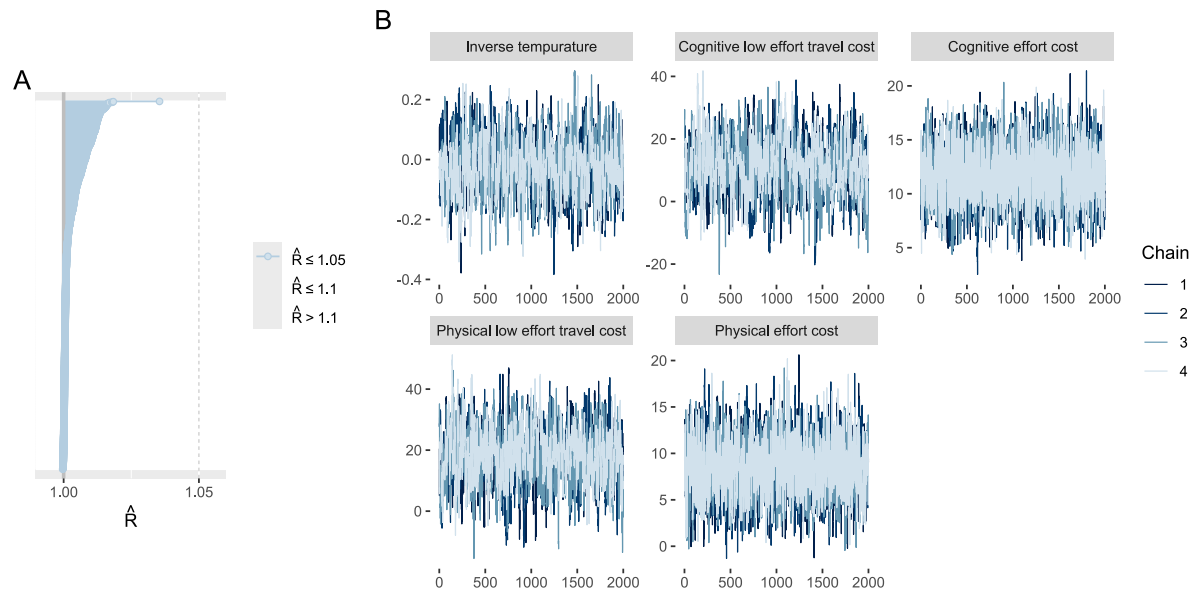 A
R̂ ≤ 1.05
R̂ ≤ 1.1
R̂ > 1.1
1.00 1.05
R̂
B
Inverse tempurature Cognitive low effort travel cost Cognitive effort cost
0.2
0.0
-0.2
-0.4
0 500 1000 1500 2000
40
20
0
-20
0 500 1000 1500 2000
20
15
10
5
0 500 1000 1500 2000
Physical low effort travel cost Physical effort cost
40
20
0
0 500 1000 1500 2000
20
15
10
5
0
0 500 1000 1500 2000
Chain
1
2
3
4